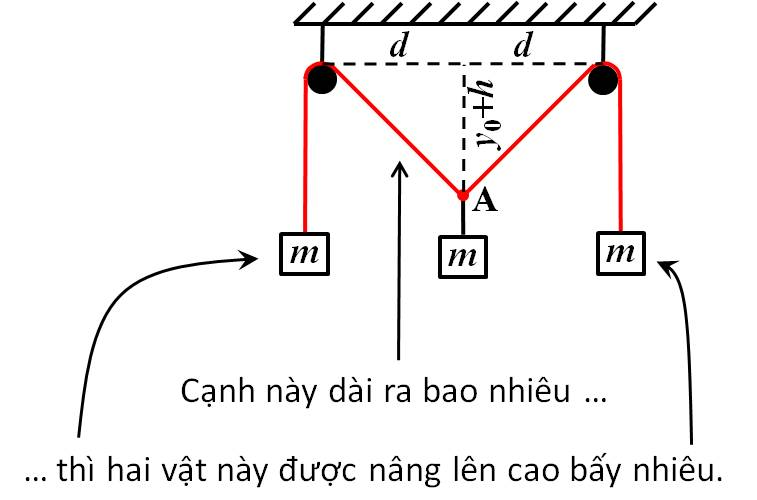 d d
y₀+h
A
m m m
Cạnh này dài ra bao nhiêu ...
... thì hai vật này được nâng lên cao bấy nhiêu.